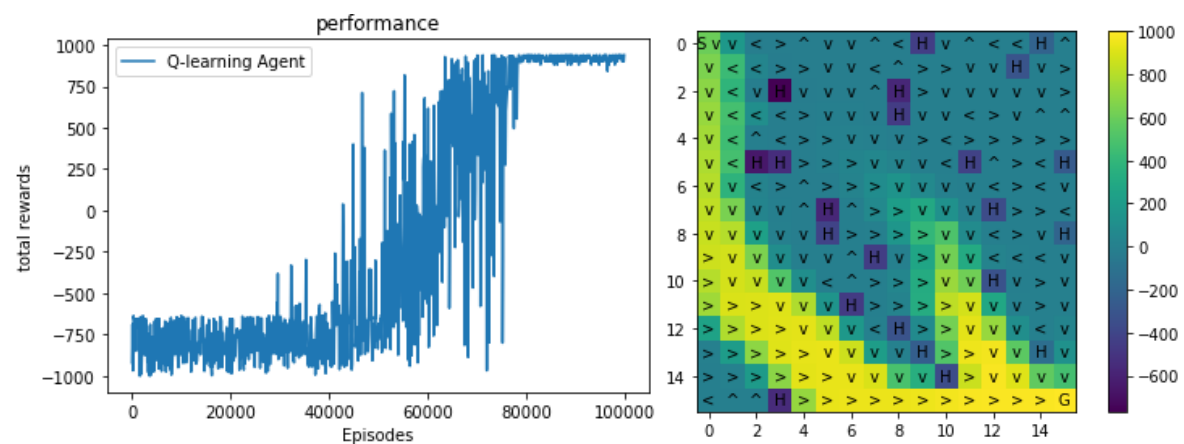 performance
Q-learning Agent
total rewards
1000
750
500
250
0
−250
−500
−750
−1000
0 20000 40000 60000 80000 100000
Episodes
0 S v v < > ^ v v ^ < H v ^ < < H ^
v < < > > v v < ^ > > v v H v >
2 v < v H v v v ^ H > v v v v v >
v < < < > v v v H v v < > v ^ ^
4 v < ^ < > > v v v > > > > > > >
v < H H > > > v v v < H ^ > < H
6 v v < > ^ > > > v v v v < < v v
v v v v ^ H ^ > > v v v H > > <
8 v v v v v H > > > > v v > > v H
> v v v v v ^ H > v v v < < < v
10 > v v v v < ^ > > > v v H v > v
> > > v v v H > > > > v v v v v
12 > > > > > v v < H > > v v v < v
> > > > > v v v v H > > v v H v
14 > > > > > > v v v v H > > v v v
< ^ ^ H > > > > > > > > > > > G
0 2 4 6 8 10 12 14
1000
800
600
400
200
0
−200
−400
−600